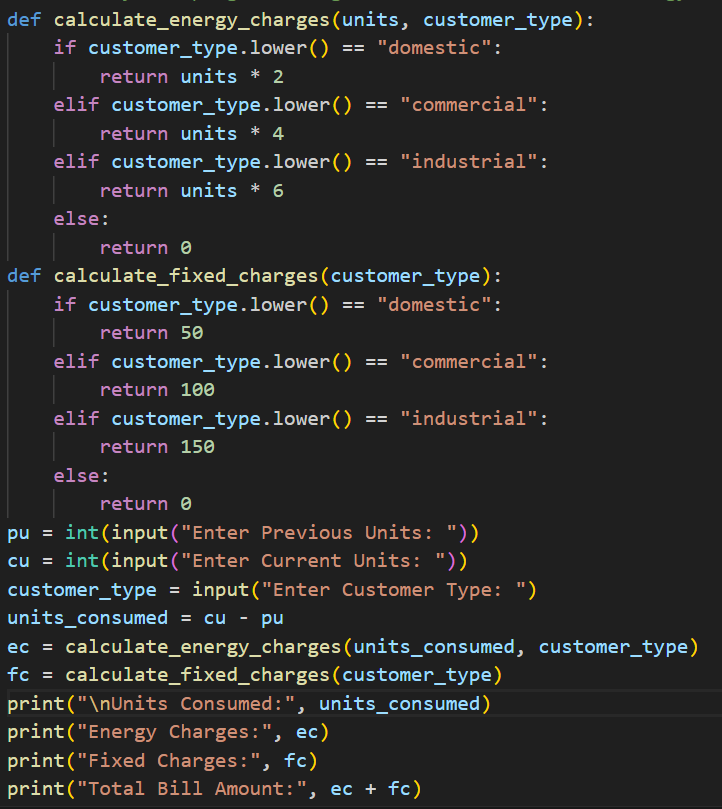 def calculate_energy_charges(units, customer_type):
    if customer_type.lower() == "domestic":
        return units * 2
    elif customer_type.lower() == "commercial":
        return units * 4
    elif customer_type.lower() == "industrial":
        return units * 6
    else:
        return 0
def calculate_fixed_charges(customer_type):
    if customer_type.lower() == "domestic":
        return 50
    elif customer_type.lower() == "commercial":
        return 100
    elif customer_type.lower() == "industrial":
        return 150
    else:
        return 0
pu = int(input("Enter Previous Units: "))
cu = int(input("Enter Current Units: "))
customer_type = input("Enter Customer Type: ")
units_consumed = cu - pu
ec = calculate_energy_charges(units_consumed, customer_type)
fc = calculate_fixed_charges(customer_type)
print("\nUnits Consumed:", units_consumed)
print("Energy Charges:", ec)
print("Fixed Charges:", fc)
print("Total Bill Amount:", ec + fc)